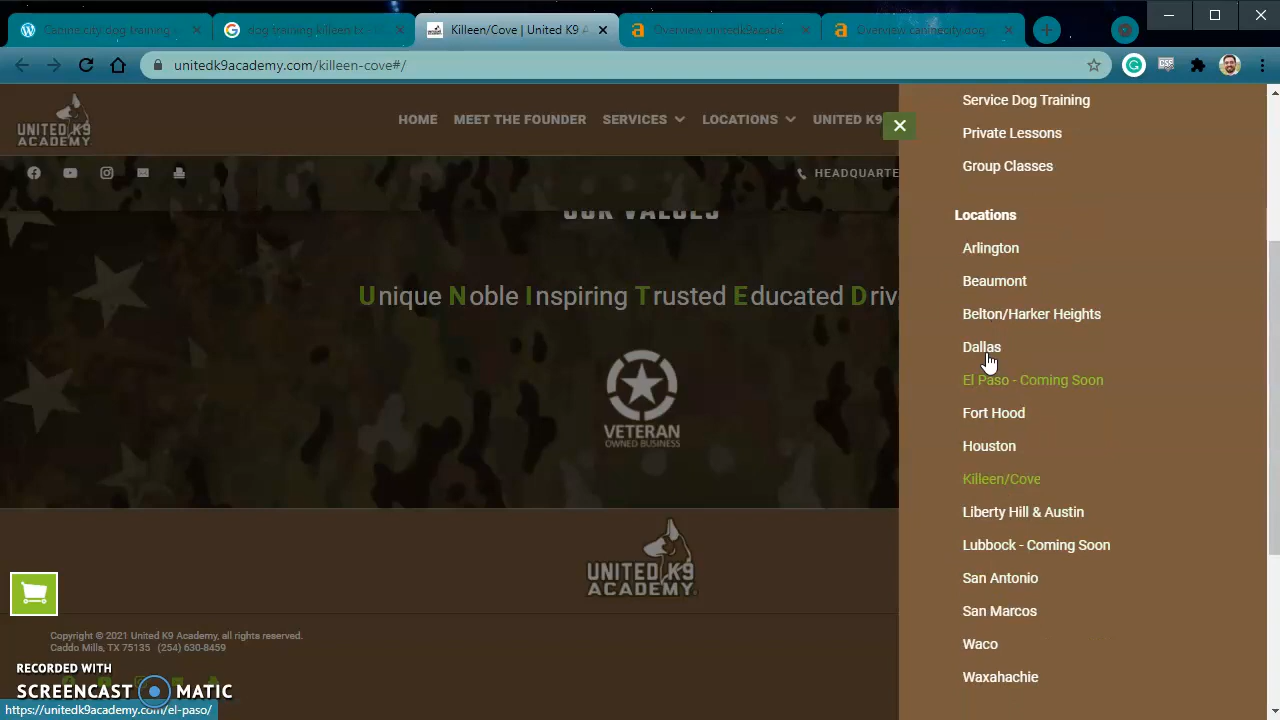 Canine city dog training
dog training killeen tx -
Killeen/Cove | United K9 A
Overview unitedk9acade
Overview caninecity.dog
unitedk9academy.com/killeen-cove#/
CSS
UNITED K9
ACADEMY
HOME MEET THE FOUNDER SERVICES LOCATIONS UNITED K9
HEADQUARTE
OUR VALUES
Unique Noble Inspiring Trusted Educated Drive
VETERAN
OWNED BUSINESS
UNITED K9
ACADEMY
Copyright © 2021 United K9 Academy, all rights reserved.
Caddo Mills, TX 75135 (254) 630-8459
RECORDED WITH
SCREENCAST MATIC
https://unitedk9academy.com/el-paso/
Service Dog Training
Private Lessons
Group Classes
Locations
Arlington
Beaumont
Belton/Harker Heights
Dallas
El Paso - Coming Soon
Fort Hood
Houston
Killeen/Cove
Liberty Hill & Austin
Lubbock - Coming Soon
San Antonio
San Marcos
Waco
Waxahachie